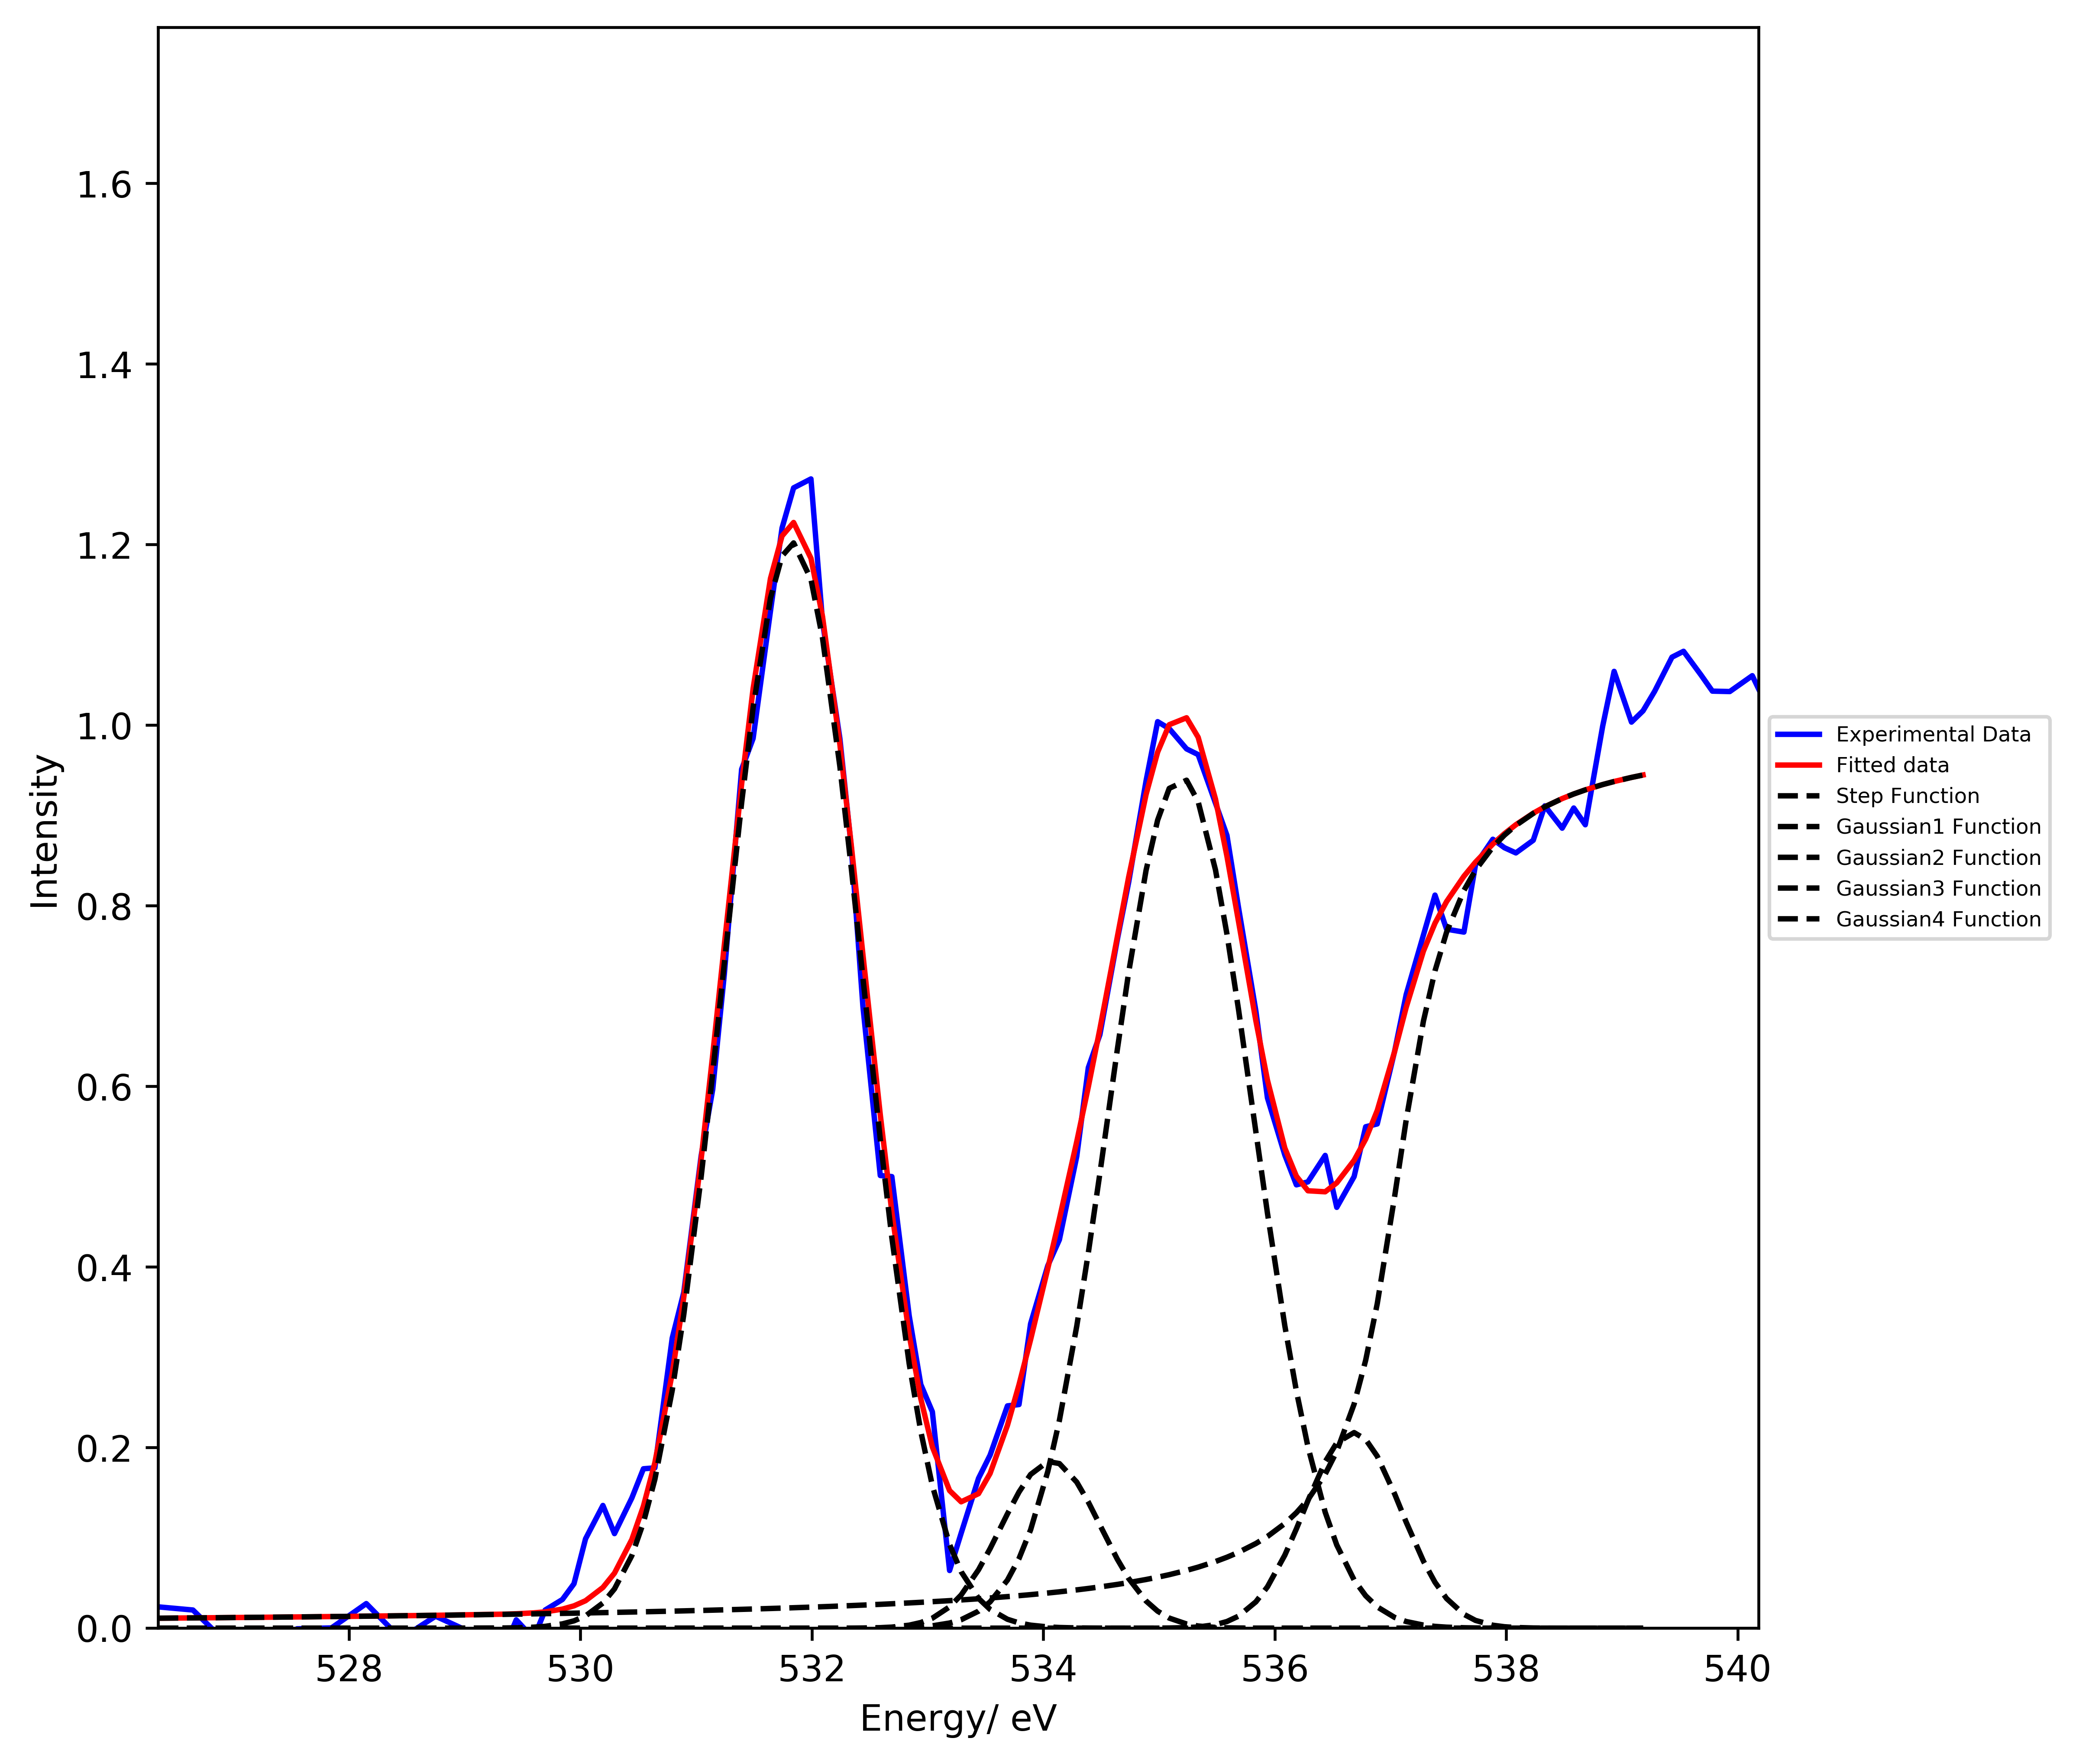 1.6
1.4
1.2
1.0
0.8
0.6
0.4
0.2
0.0
Intensity
528 530 532 534 536 538 540
Energy/ eV
Experimental Data
Fitted data
Step Function
Gaussian1 Function
Gaussian2 Function
Gaussian3 Function
Gaussian4 Function